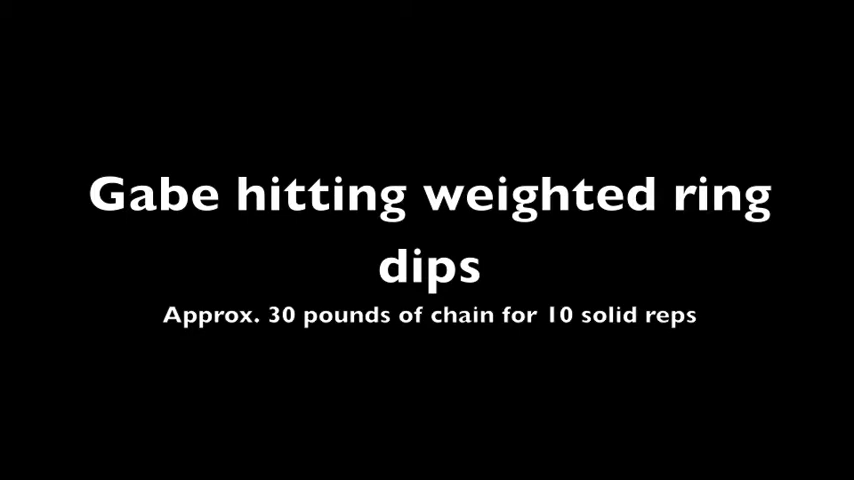 Gabe hitting weighted ring
dips
Approx. 30 pounds of chain for 10 solid reps